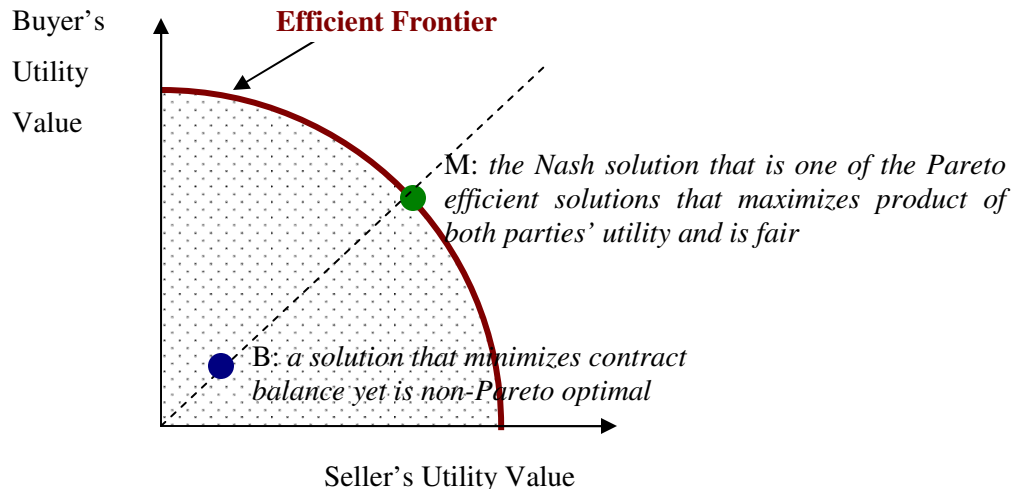 Buyer's
Utility
Value
Efficient Frontier
M: the Nash solution that is one of the Pareto
efficient solutions that maximizes product of
both parties' utility and is fair
B: a solution that minimizes contract
balance yet is non-Pareto optimal
Seller's Utility Value